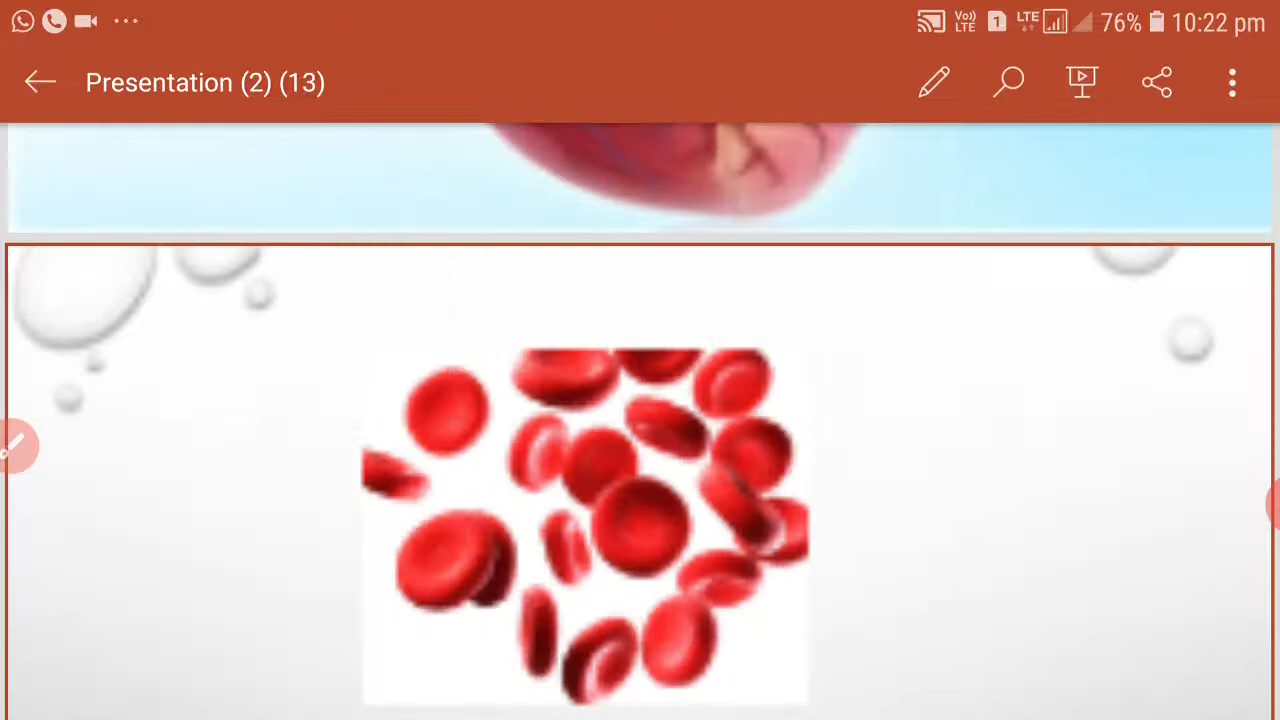 Vo)) LTE 1 LTE 76% 10:22 pm
Presentation (2) (13)